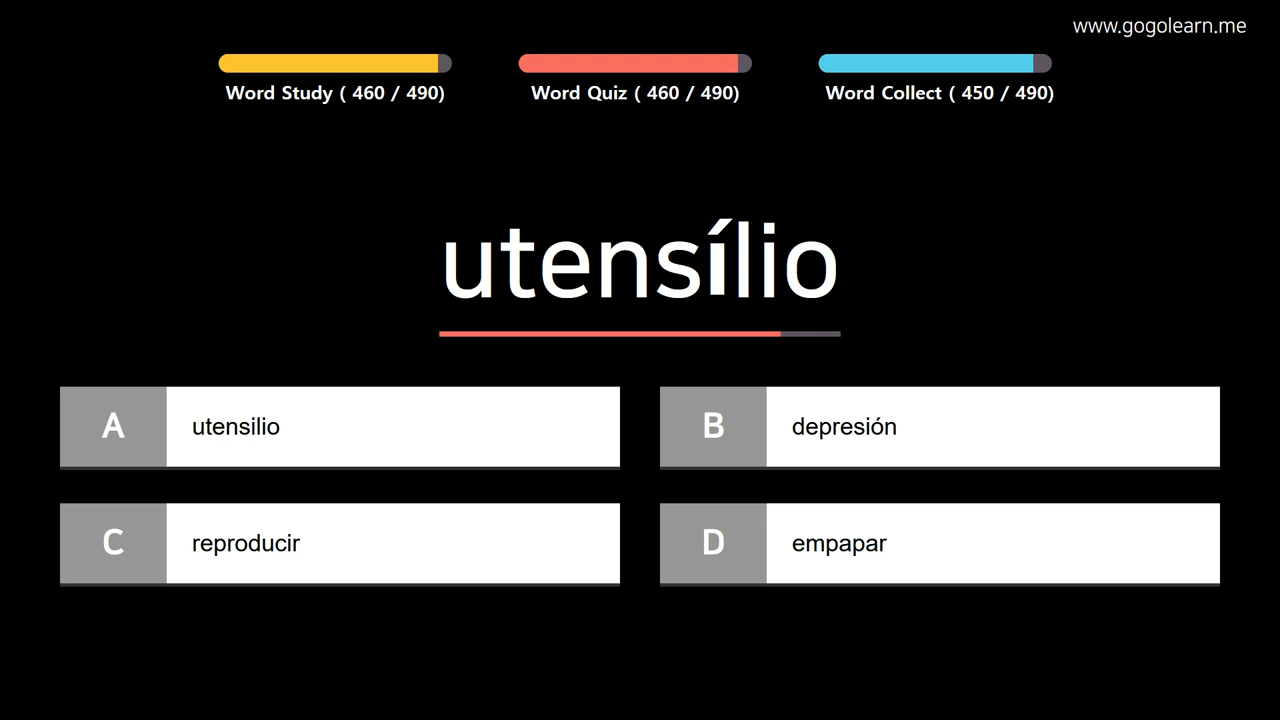 www.gogolearn.me
Word Study ( 460 / 490)
Word Quiz ( 460 / 490)
Word Collect ( 450 / 490)
utensílio
A utensilio
B depresión
C reproducir
D empapar